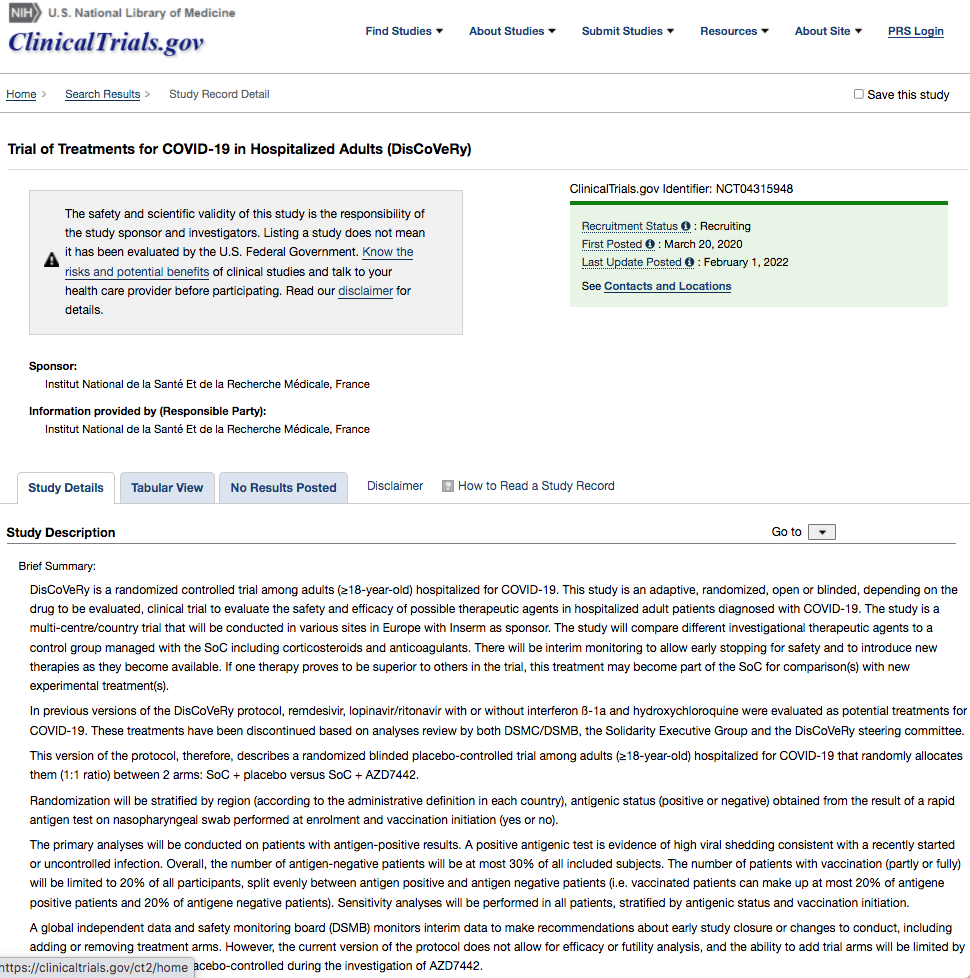 NIH U.S. National Library of Medicine
ClinicalTrials.gov
Find Studies ▼ About Studies ▼ Submit Studies ▼ Resources ▼ About Site ▼ PRS Login
Home > Search Results > Study Record Detail
Save this study
Trial of Treatments for COVID-19 in Hospitalized Adults (DisCoVeRy)
The safety and scientific validity of this study is the responsibility of
the study sponsor and investigators. Listing a study does not mean
it has been evaluated by the U.S. Federal Government. Know the
risks and potential benefits of clinical studies and talk to your
health care provider before participating. Read our disclaimer for
details.
ClinicalTrials.gov Identifier: NCT04315948
Recruitment Status : Recruiting
First Posted : March 20, 2020
Last Update Posted : February 1, 2022
See Contacts and Locations
Sponsor:
Institut National de la Santé Et de la Recherche Médicale, France
Information provided by (Responsible Party):
Institut National de la Santé Et de la Recherche Médicale, France
Study Details Tabular View No Results Posted Disclaimer ? How to Read a Study Record
Study Description
Go to ▼
Brief Summary:
DisCoVeRy is a randomized controlled trial among adults (≥18-year-old) hospitalized for COVID-19. This study is an adaptive, randomized, open or blinded, depending on the
drug to be evaluated, clinical trial to evaluate the safety and efficacy of possible therapeutic agents in hospitalized adult patients diagnosed with COVID-19. The study is a
multi-centre/country trial that will be conducted in various sites in Europe with Inserm as sponsor. The study will compare different investigational therapeutic agents to a
control group managed with the SoC including corticosteroids and anticoagulants. There will be interim monitoring to allow early stopping for safety and to introduce new
therapies as they become available. If one therapy proves to be superior to others in the trial, this treatment may become part of the SoC for comparison(s) with new
experimental treatment(s).
In previous versions of the DisCoVeRy protocol, remdesivir, lopinavir/ritonavir with or without interferon ß-1a and hydroxychloroquine were evaluated as potential treatments for
COVID-19. These treatments have been discontinued based on analyses review by both DSMC/DSMB, the Solidarity Executive Group and the DisCoVeRy steering committee.
This version of the protocol, therefore, describes a randomized blinded placebo-controlled trial among adults (≥18-year-old) hospitalized for COVID-19 that randomly allocates
them (1:1 ratio) between 2 arms: SoC + placebo versus SoC + AZD7442.
Randomization will be stratified by region (according to the administrative definition in each country), antigenic status (positive or negative) obtained from the result of a rapid
antigen test on nasopharyngeal swab performed at enrolment and vaccination initiation (yes or no).
The primary analyses will be conducted on patients with antigen-positive results. A positive antigenic test is evidence of high viral shedding consistent with a recently started
or uncontrolled infection. Overall, the number of antigen-negative patients will be at most 30% of all included subjects. The number of patients with vaccination (partly or fully)
will be limited to 20% of all participants, split evenly between antigen positive and antigen negative patients (i.e. vaccinated patients can make up at most 20% of antigene
positive patients and 20% of antigene negative patients). Sensitivity analyses will be performed in all patients, stratified by antigenic status and vaccination initiation.
A global independent data and safety monitoring board (DSMB) monitors interim data to make recommendations about early study closure or changes to conduct, including
adding or removing treatment arms. However, the current version of the protocol does not allow for efficacy or futility analysis, and the ability to add trial arms will be limited by
https://clinicaltrials.gov/ct2/home acebo-controlled during the investigation of AZD7442.